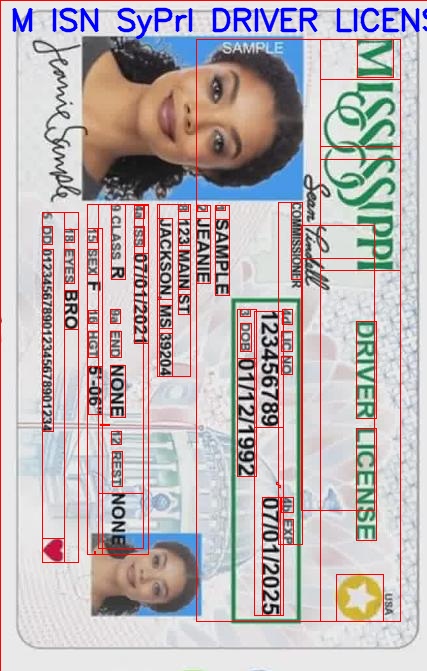 M ISN SyPrI DRIVER LICENS
MISSISSIPPI
DRIVER LICENSE
USA
SAMPLE
Sean Tindell
COMMISSIONER
4d LIC NO.
123456789
4b EXP
07/01/2025
3 DOB 01/12/1992
1 SAMPLE
2 JEANIE
8 123 MAIN ST
JACKSON, MS 39204
4a ISS 07/01/2021
9 CLASS R
9a END NONE
12 REST NONE
15 SEX F
16 HGT 5'-06"
18 EYES BRO
5 DD 0123456789012345678901234
Jeannie Sample